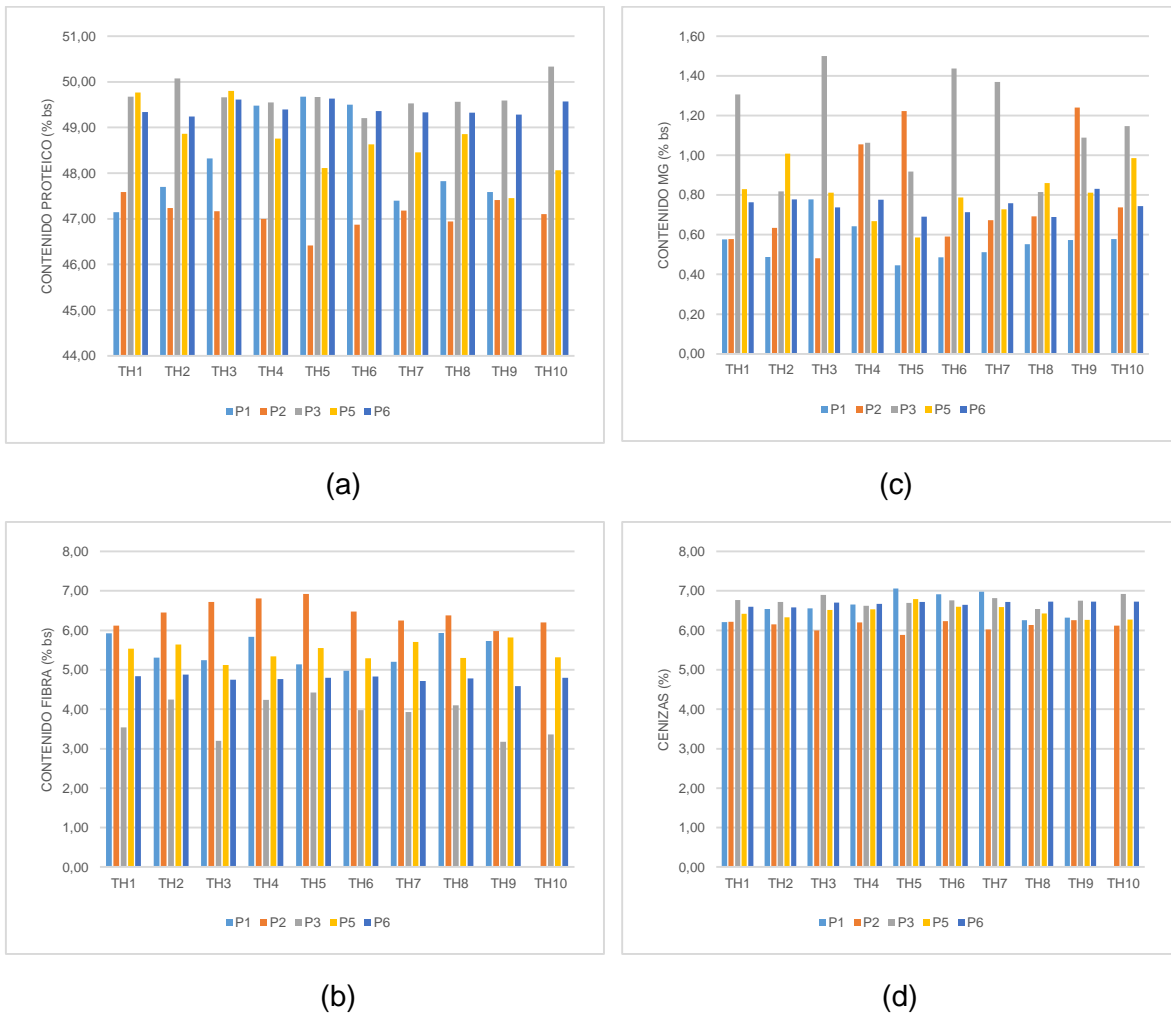 CONTENIDO PROTEICO (% bs)
51,00
50,00
49,00
48,00
47,00
46,00
45,00
44,00
TH1 TH2 TH3 TH4 TH5 TH6 TH7 TH8 TH9 TH10
P1 P2 P3 P5 P6
(a)
CONTENIDO MG (% bs)
1,60
1,40
1,20
1,00
0,80
0,60
0,40
0,20
0,00
TH1 TH2 TH3 TH4 TH5 TH6 TH7 TH8 TH9 TH10
P1 P2 P3 P5 P6
(c)
CONTENIDO FIBRA (% bs)
8,00
7,00
6,00
5,00
4,00
3,00
2,00
1,00
0,00
TH1 TH2 TH3 TH4 TH5 TH6 TH7 TH8 TH9 TH10
P1 P2 P3 P5 P6
(b)
CENIZAS (%)
8,00
7,00
6,00
5,00
4,00
3,00
2,00
1,00
0,00
TH1 TH2 TH3 TH4 TH5 TH6 TH7 TH8 TH9 TH10
P1 P2 P3 P5 P6
(d)